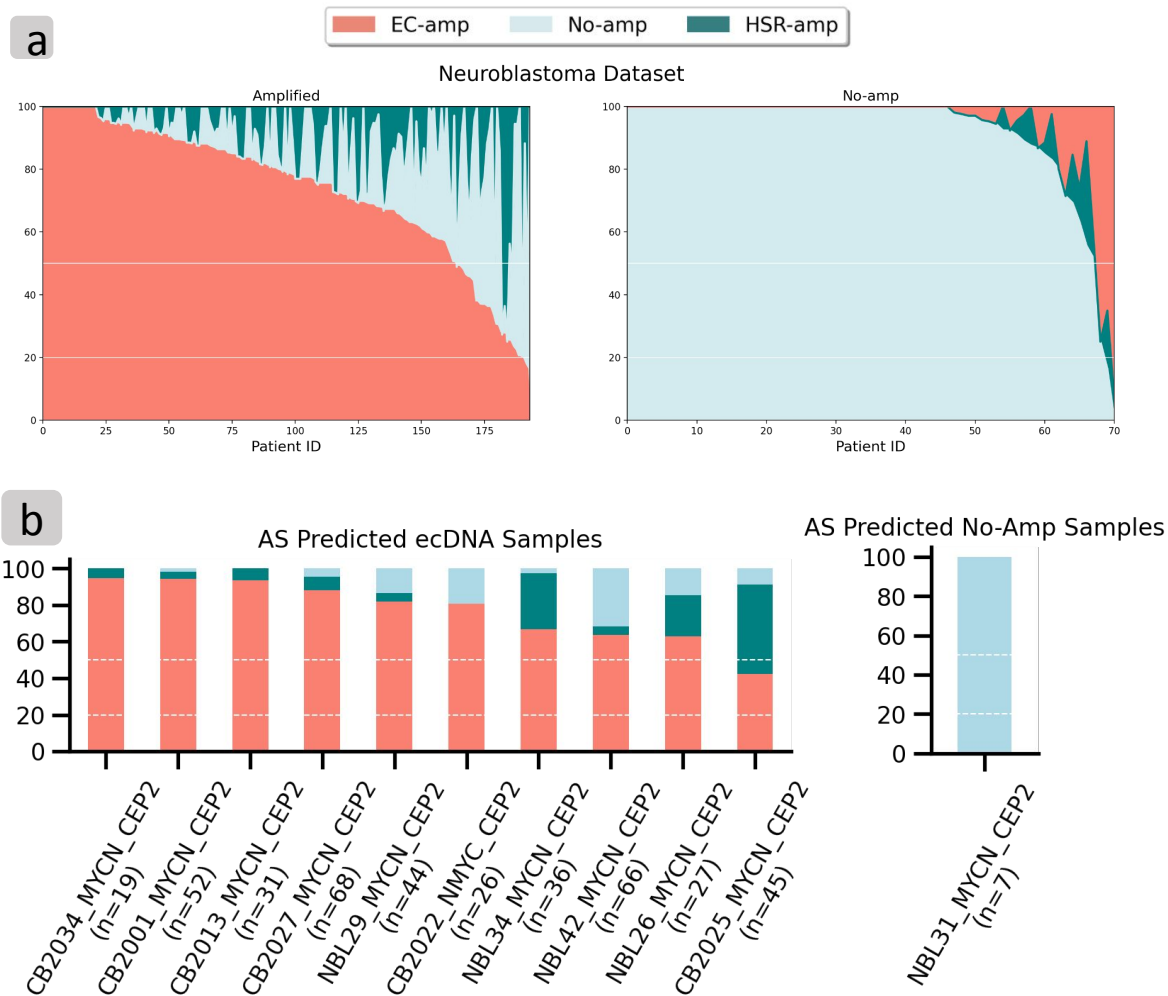 a
EC-amp No-amp HSR-amp
Neuroblastoma Dataset
Amplified
No-amp
100
80
60
40
20
0
0 25 50 75 100 125 150 175
Patient ID
100
80
60
40
20
0
0 10 20 30 40 50 60 70
Patient ID
b
AS Predicted ecDNA Samples
100
80
60
40
20
0
CB2034_MYCN_CEP2
(n=19)
CB2001_MYCN_CEP2
(n=52)
CB2013_MYCN_CEP2
(n=31)
CB2027_MYCN_CEP2
(n=68)
NBL29_MYCN_CEP2
(n=44)
CB2022_NMYC_CEP2
(n=26)
NBL34_MYCN_CEP2
(n=36)
NBL42_MYCN_CEP2
(n=66)
NBL26_MYCN_CEP2
(n=27)
CB2025_MYCN_CEP2
(n=45)
AS Predicted No-Amp Samples
100
80
60
40
20
0
NBL31_MYCN_CEP2
(n=7)